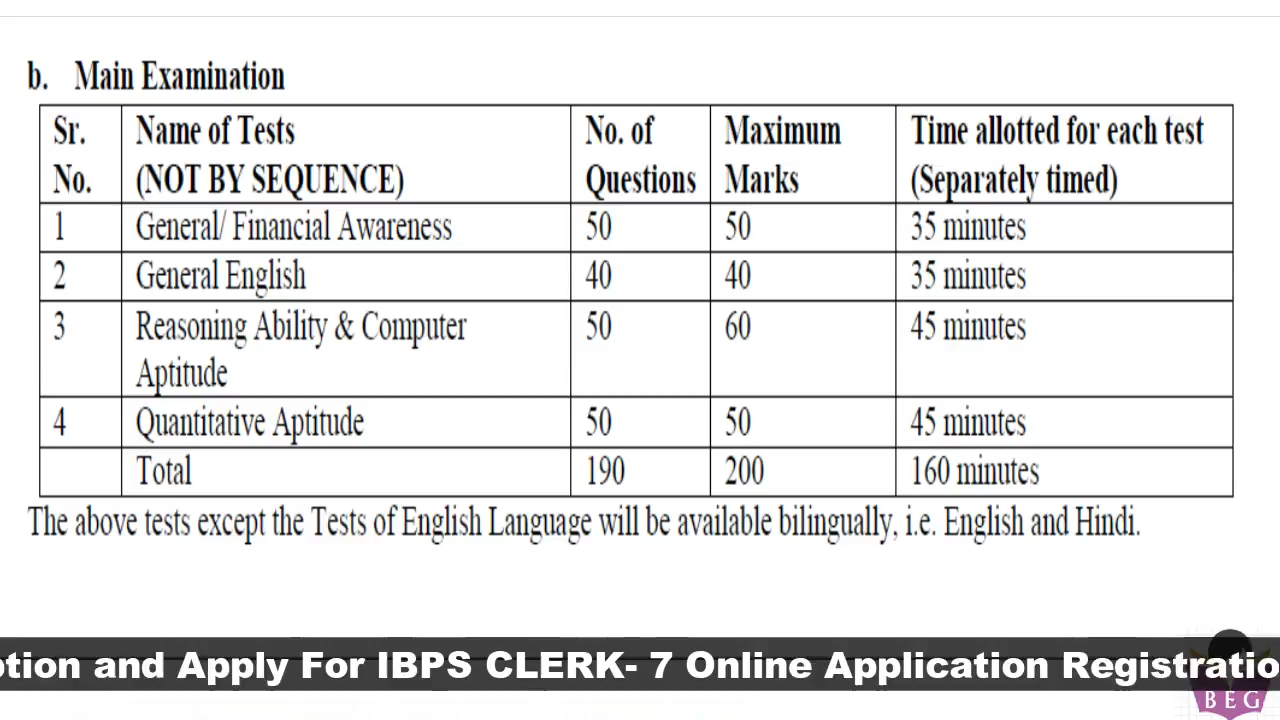 b. Main Examination
Sr. No. Name of Tests (NOT BY SEQUENCE) No. of Questions Maximum Marks Time allotted for each test (Separately timed)
1 General/ Financial Awareness 50 50 35 minutes
2 General English 40 40 35 minutes
3 Reasoning Ability & Computer Aptitude 50 60 45 minutes
4 Quantitative Aptitude 50 50 45 minutes
Total 190 200 160 minutes
The above tests except the Tests of English Language will be available bilingually, i.e. English and Hindi.
and Apply For IBPS CLERK- 7 Online Application
BEG